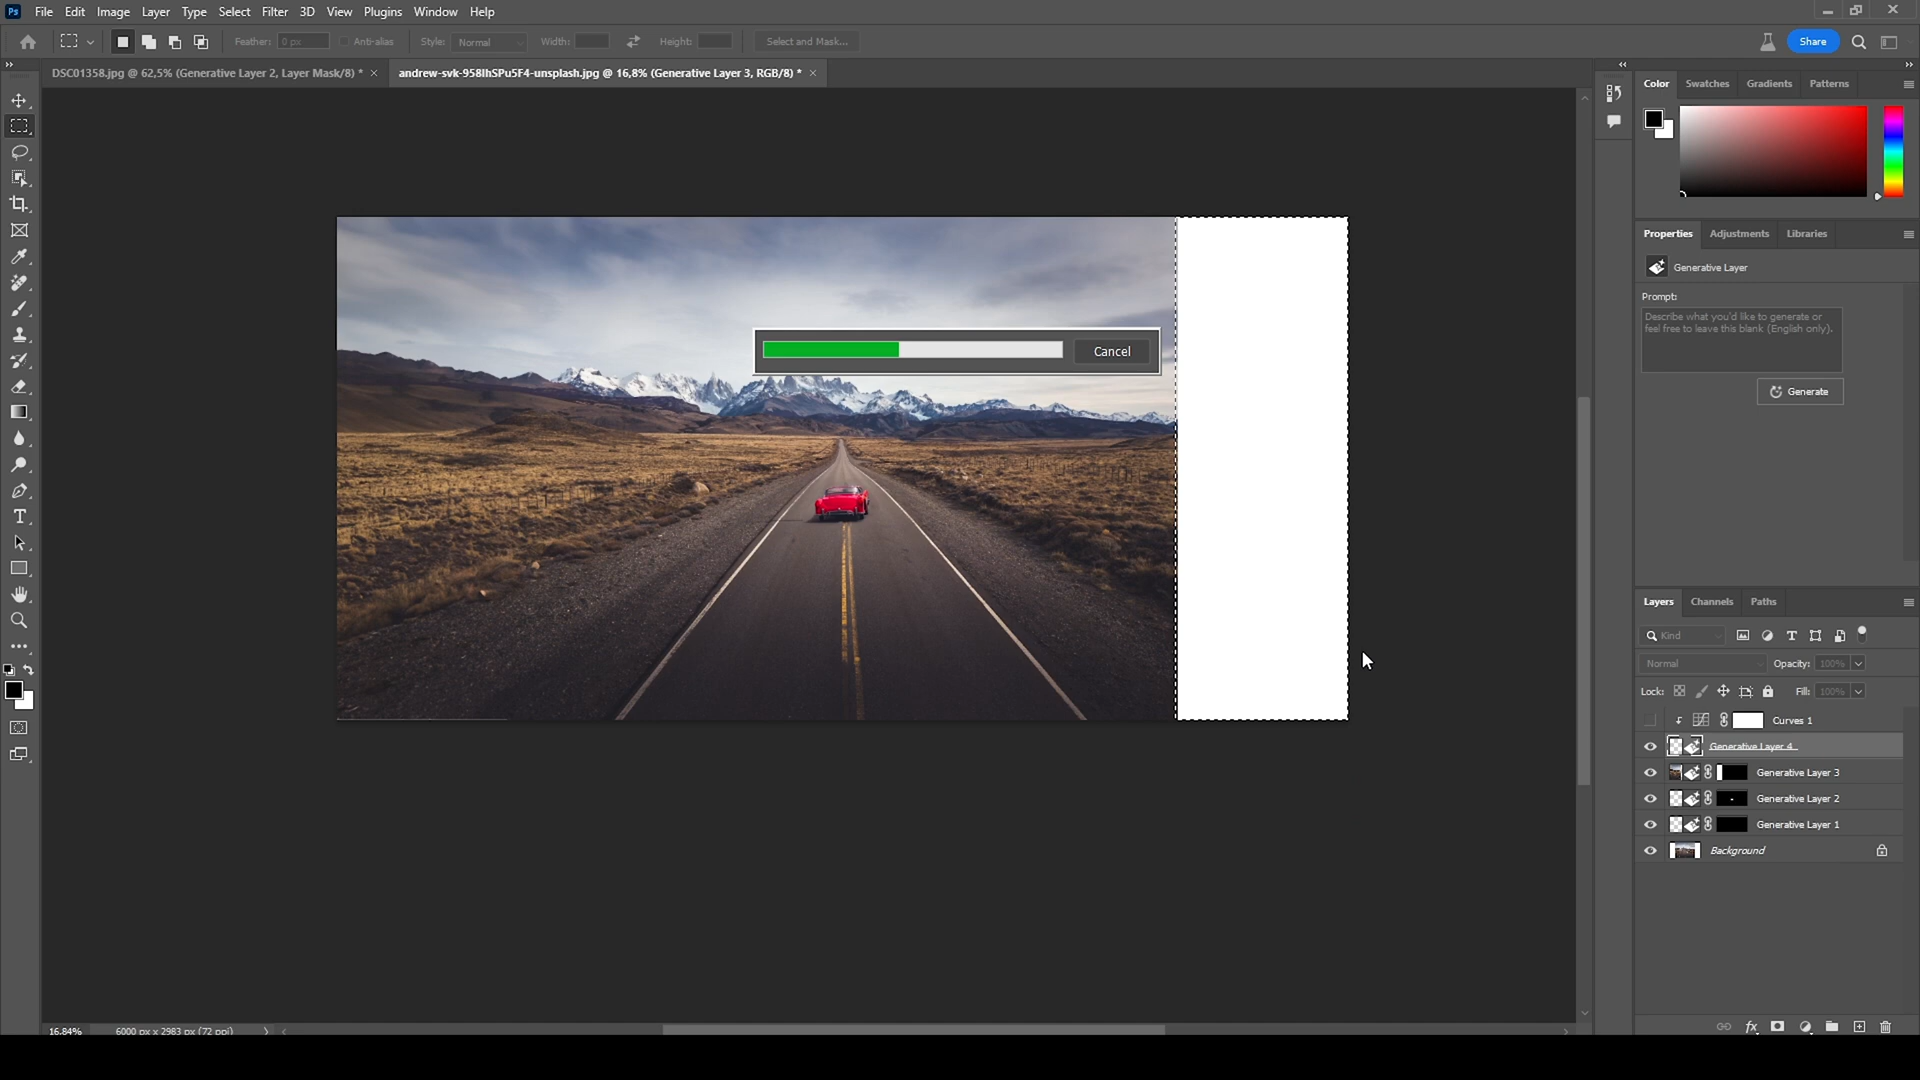 Ps File Edit Image Layer Type Select Filter 3D View Plugins Window Help
Feather: 0 px Anti-alias Style: Normal Width: Height: Select and Mask... Share
DSC01358.jpg @ 62,5% (Generative Layer 2, Layer Mask/8) * × andrew-svk-958lhSPu5F4-unsplash.jpg @ 16,8% (Generative Layer 3, RGB/8) * ×
Color Swatches Gradients Patterns
Properties Adjustments Libraries
Generative Layer
Prompt:
Describe what you'd like to generate or
feel free to leave this blank (English only).
Generate
Cancel
Layers Channels Paths
Kind
Normal Opacity: 100%
Lock: Fill: 100%
Curves 1
Generative Layer 4
Generative Layer 3
Generative Layer 2
Generative Layer 1
Background
fx
16,84% 6000 px x 2983 px (72 ppi)